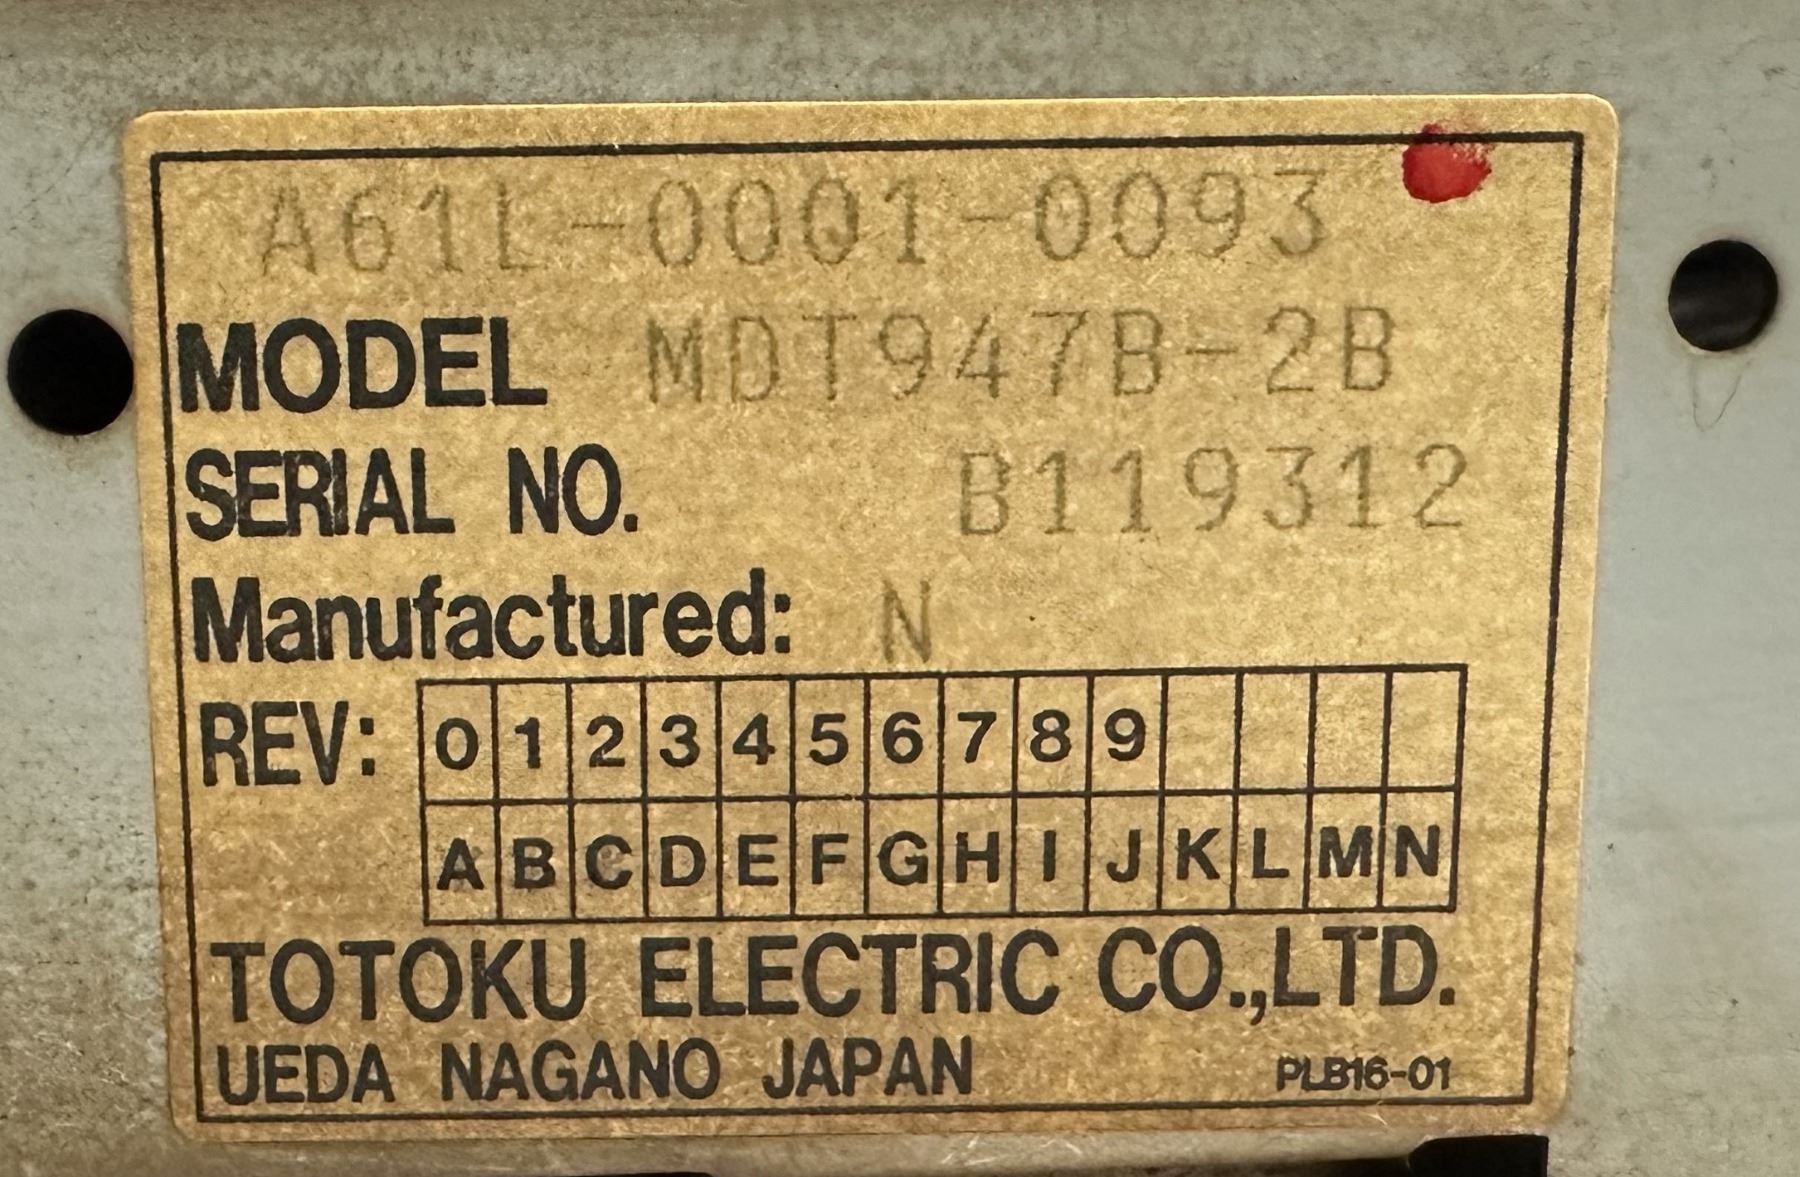 A61L-0001-0093
MODEL MDT947B-2B
SERIAL NO. B119312
Manufactured: N
REV: 0 1 2 3 4 5 6 7 8 9
A B C D E F G H I J K L M N
TOTOKU ELECTRIC CO.,LTD.
UEDA NAGANO JAPAN PLB16-01